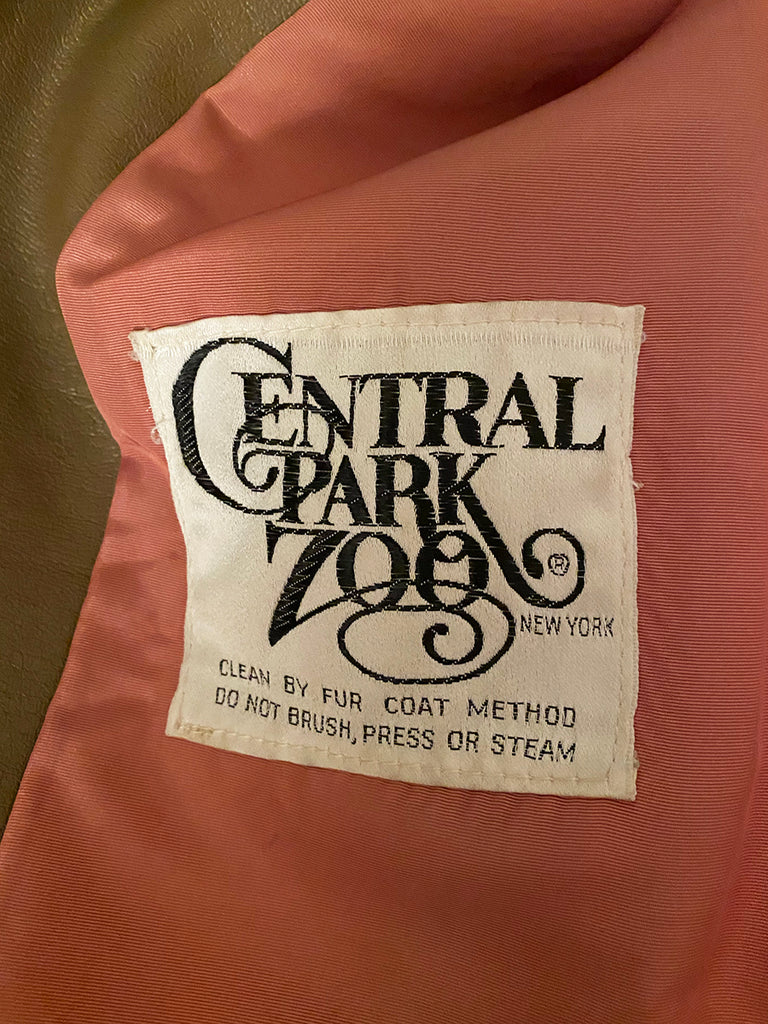 CENTRAL
PARK
ZOO ®
NEW YORK
CLEAN BY FUR COAT METHOD
DO NOT BRUSH, PRESS OR STEAM